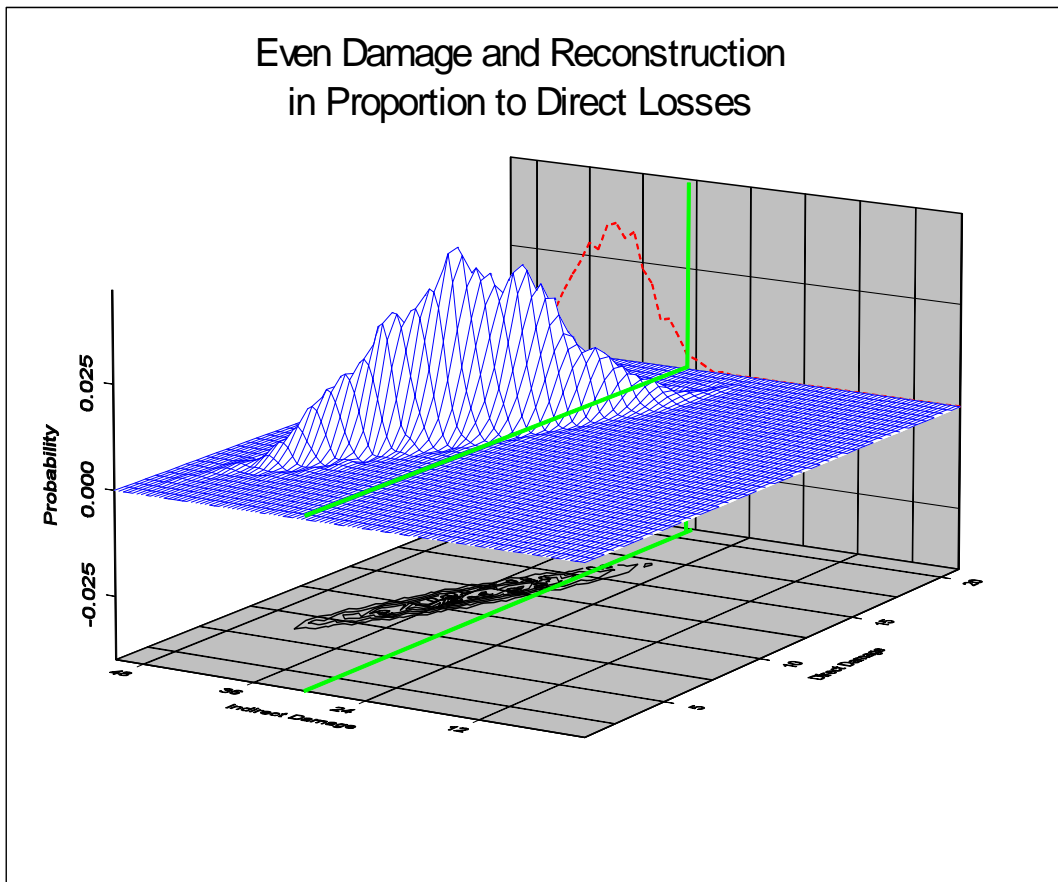 Even Damage and Reconstruction
in Proportion to Direct Losses
Probability
0.025
0.000
-0.025
36
24
12
Indirect Damage
5
10
15
20
Direct Damage